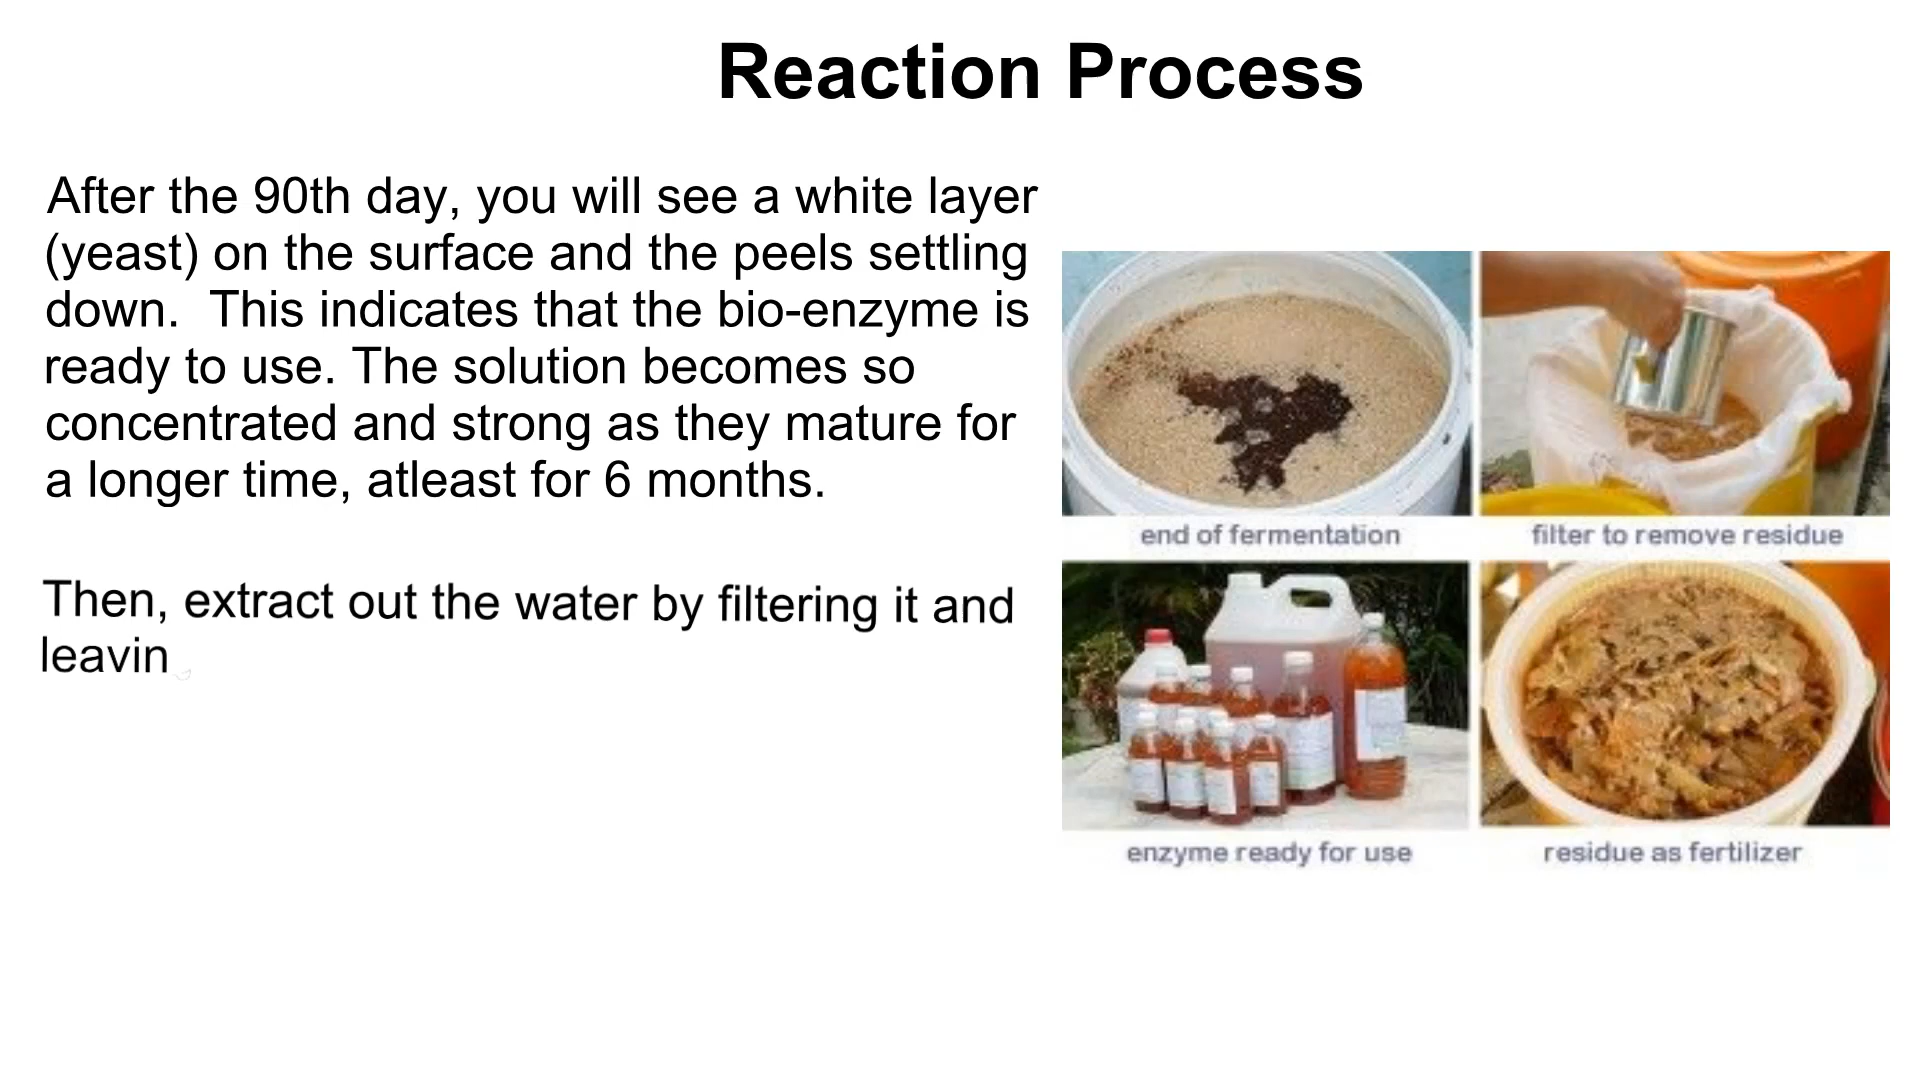 Reaction Process
After the 90th day, you will see a white layer
(yeast) on the surface and the peels settling
down.  This indicates that the bio-enzyme is
ready to use. The solution becomes so
concentrated and strong as they mature for
a longer time, atleast for 6 months.
Then, extract out the water by filtering it and
leavin
end of fermentation
filter to remove residue
enzyme ready for use
residue as fertilizer